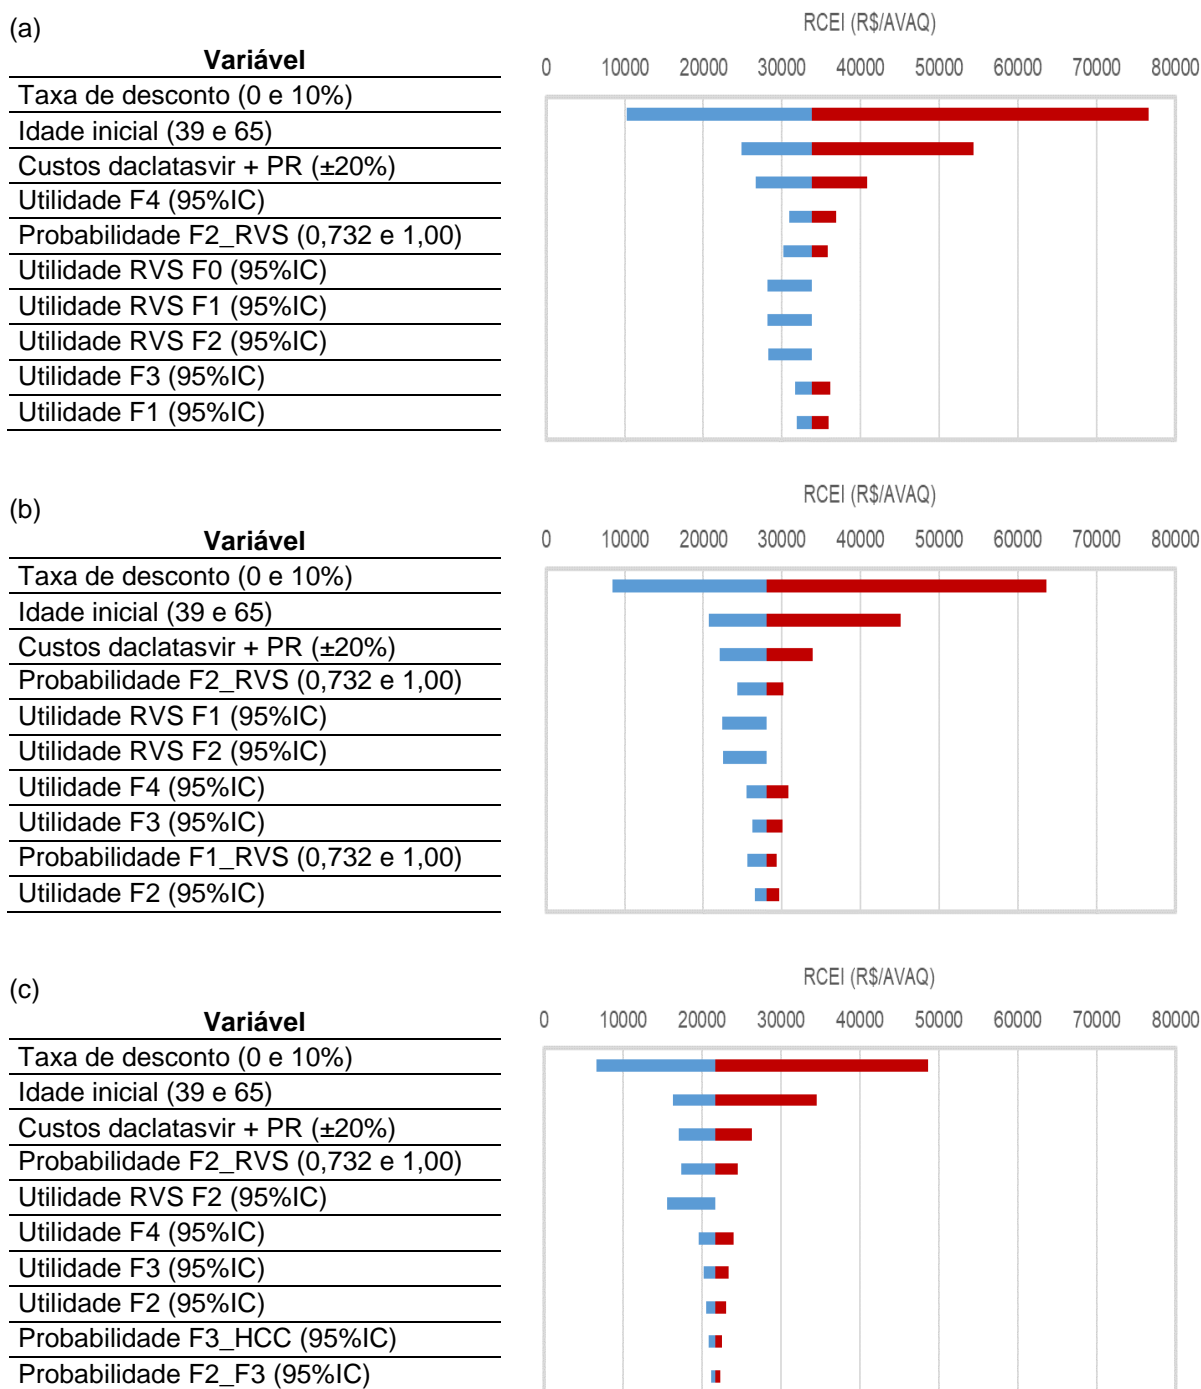 (a)
RCEI (R$/AVAQ)
Variável
0 10000 20000 30000 40000 50000 60000 70000 80000
Taxa de desconto (0 e 10%)
Idade inicial (39 e 65)
Custos daclatasvir + PR (±20%)
Utilidade F4 (95%IC)
Probabilidade F2_RVS (0,732 e 1,00)
Utilidade RVS F0 (95%IC)
Utilidade RVS F1 (95%IC)
Utilidade RVS F2 (95%IC)
Utilidade F3 (95%IC)
Utilidade F1 (95%IC)
(b)
RCEI (R$/AVAQ)
Variável
0 10000 20000 30000 40000 50000 60000 70000 80000
Taxa de desconto (0 e 10%)
Idade inicial (39 e 65)
Custos daclatasvir + PR (±20%)
Probabilidade F2_RVS (0,732 e 1,00)
Utilidade RVS F1 (95%IC)
Utilidade RVS F2 (95%IC)
Utilidade F4 (95%IC)
Utilidade F3 (95%IC)
Probabilidade F1_RVS (0,732 e 1,00)
Utilidade F2 (95%IC)
(c)
RCEI (R$/AVAQ)
Variável
0 10000 20000 30000 40000 50000 60000 70000 80000
Taxa de desconto (0 e 10%)
Idade inicial (39 e 65)
Custos daclatasvir + PR (±20%)
Probabilidade F2_RVS (0,732 e 1,00)
Utilidade RVS F2 (95%IC)
Utilidade F4 (95%IC)
Utilidade F3 (95%IC)
Utilidade F2 (95%IC)
Probabilidade F3_HCC (95%IC)
Probabilidade F2_F3 (95%IC)